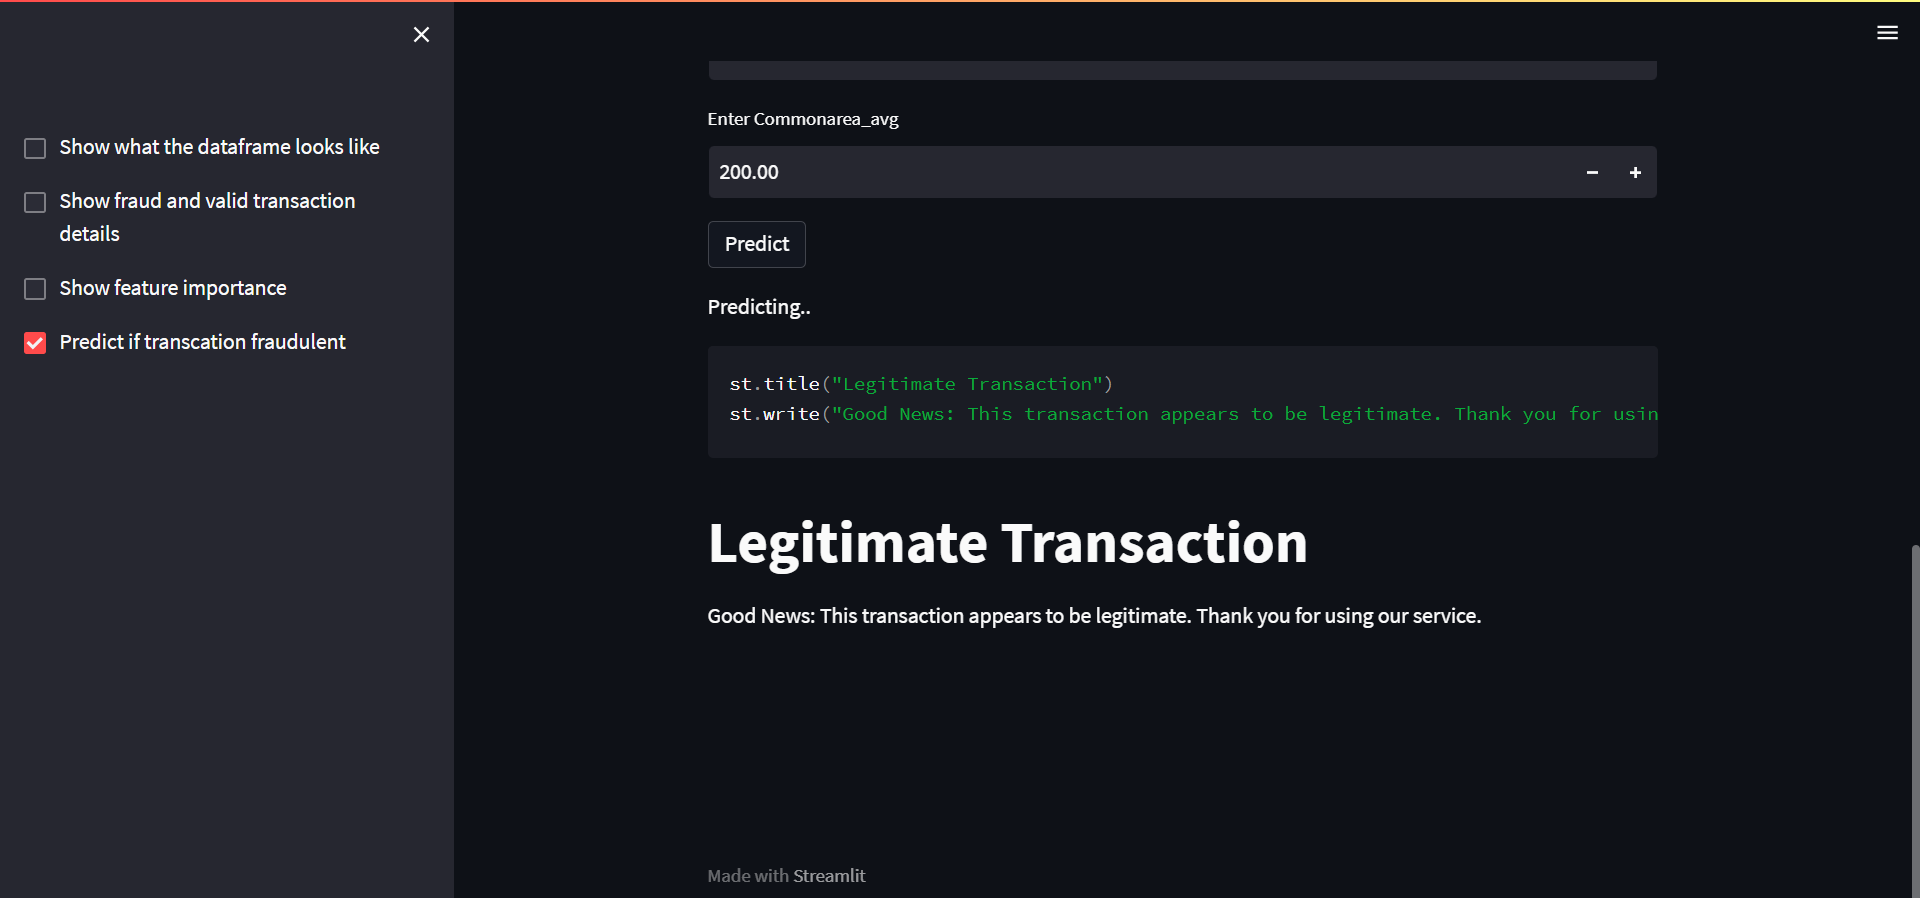 Show what the dataframe looks like
Show fraud and valid transaction
details
Show feature importance
Predict if transcation fraudulent
Enter Commonarea_avg
200.00
Predict
Predicting..
st.title("Legitimate Transaction")
st.write("Good News: This transaction appears to be legitimate. Thank you for usin
Legitimate Transaction
Good News: This transaction appears to be legitimate. Thank you for using our service.
Made with Streamlit